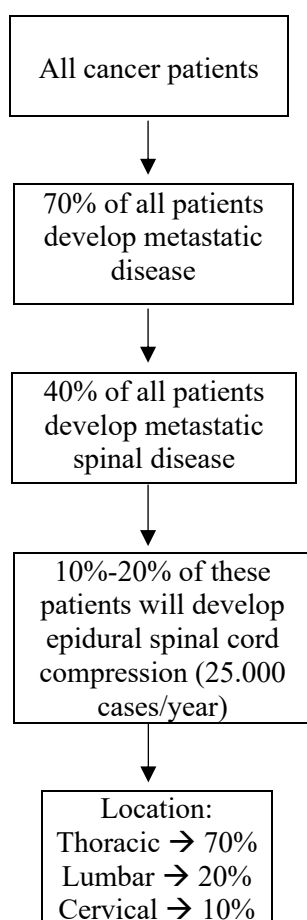 All cancer patients
70% of all patients
develop metastatic
disease
40% of all patients
develop metastatic
spinal disease
10%-20% of these
patients will develop
epidural spinal cord
compression (25.000
cases/year)
Location:
Thoracic → 70%
Lumbar → 20%
Cervical → 10%